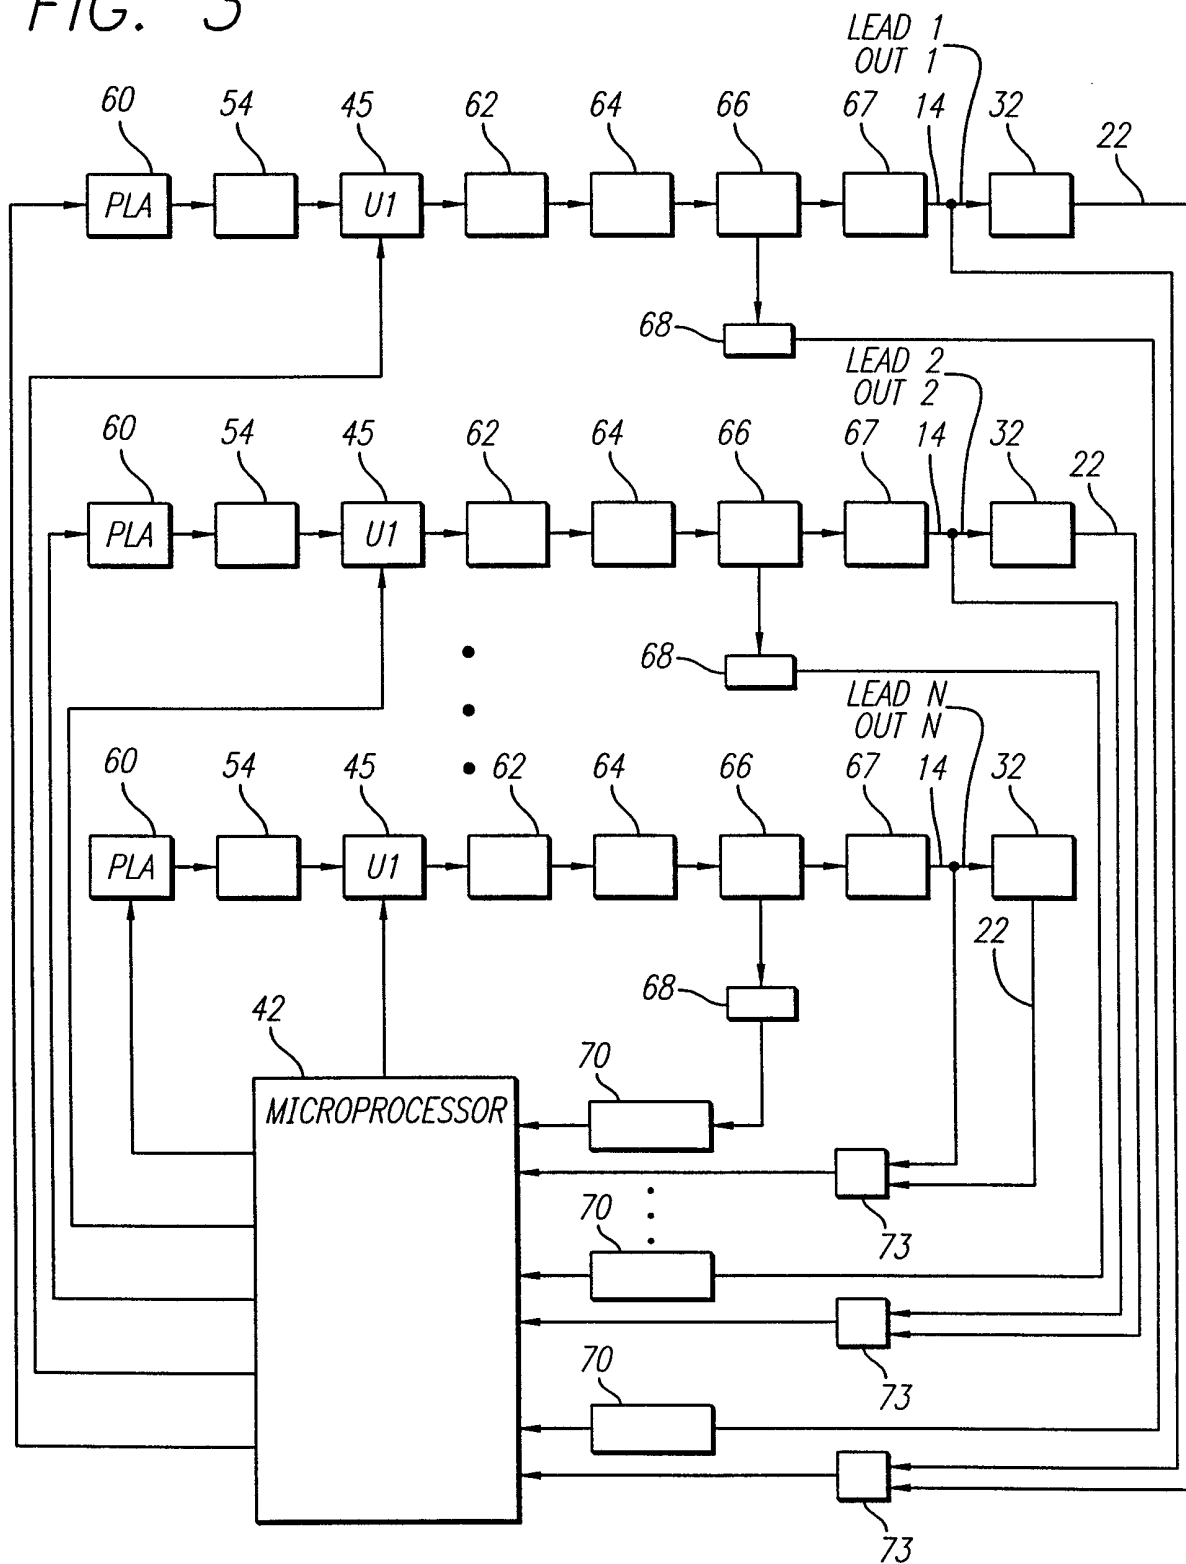 FIG. 3
LEAD 1
OUT 1
60 54 45 62 64 66 67 14 32 22
PLA U1
68
LEAD 2
OUT 2
60 54 45 62 64 66 67 14 32 22
PLA U1
68
LEAD N
OUT N
60 54 45 62 64 66 67 14 32
PLA U1
22
68
42
70
MICROPROCESSOR
73
70
73
70
73